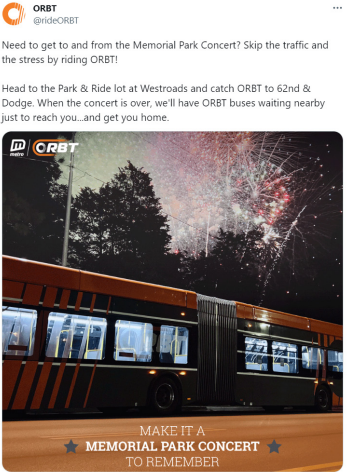 ORBT
@rideORBT
Need to get to and from the Memorial Park Concert? Skip the traffic and
the stress by riding ORBT!
Head to the Park & Ride lot at Westroads and catch ORBT to 62nd &
Dodge. When the concert is over, we'll have ORBT buses waiting nearby
just to reach you...and get you home.
metro ORBT
MAKE IT A
MEMORIAL PARK CONCERT
TO REMEMBER